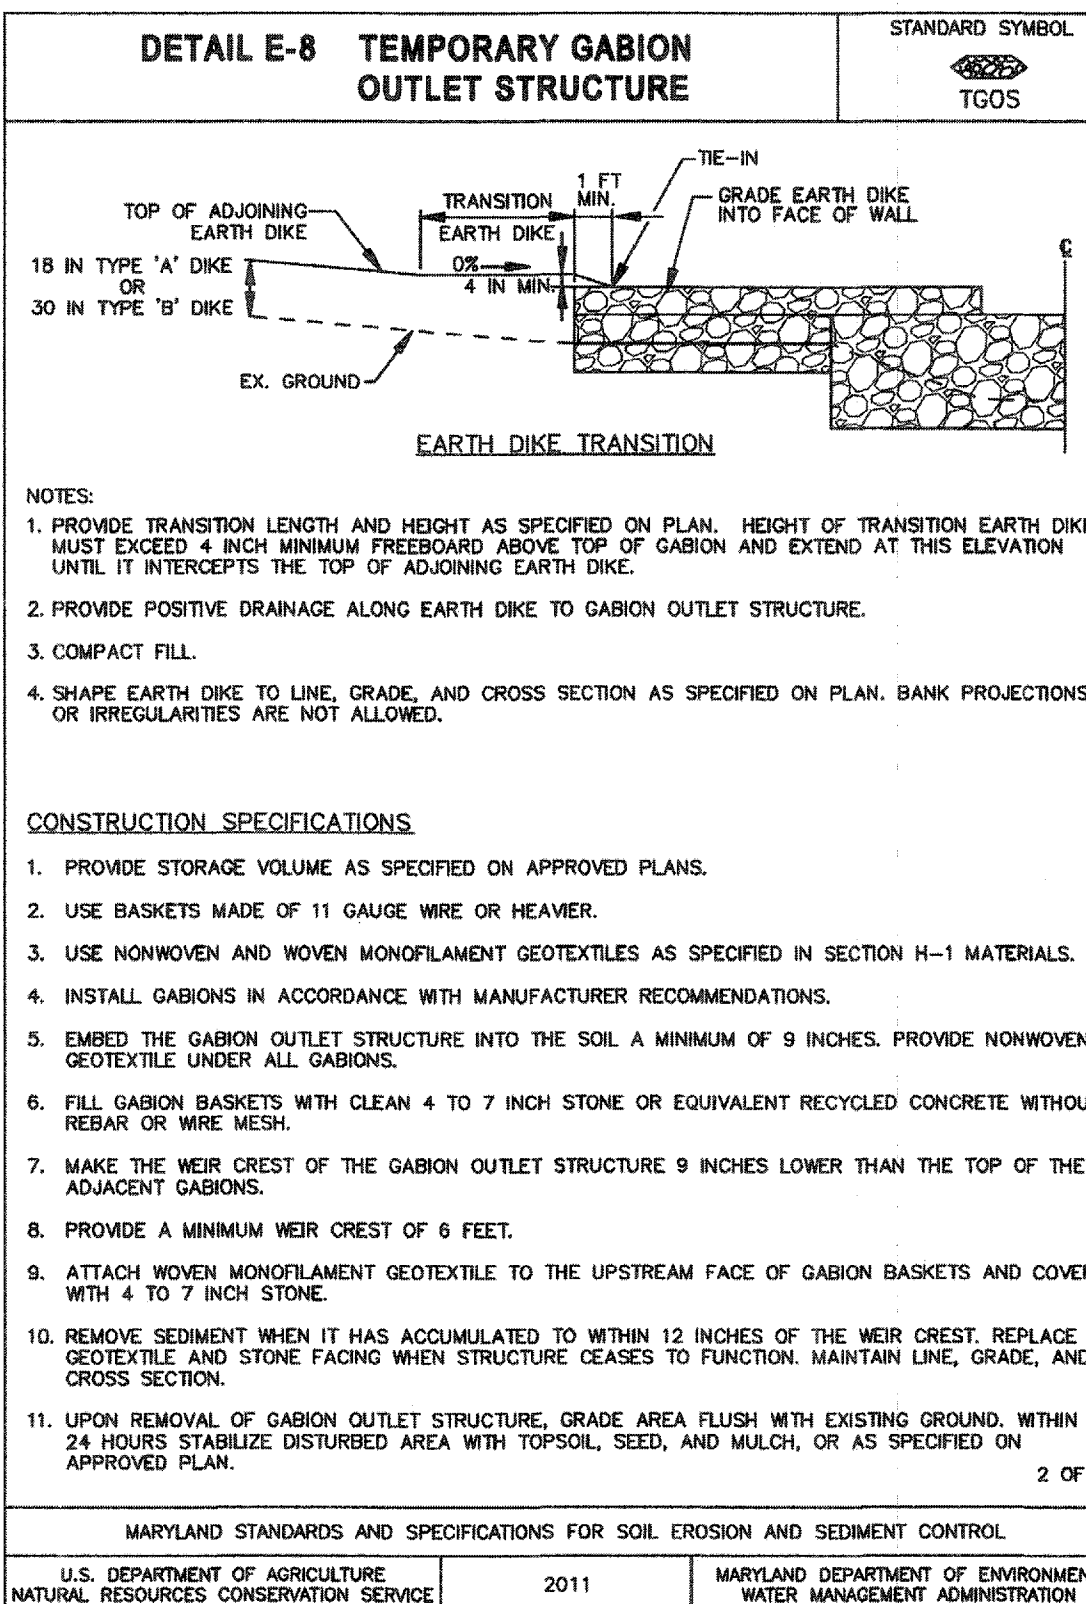 DETAIL E-8 TEMPORARY GABION
OUTLET STRUCTURE
STANDARD SYMBOL
TGOS
TIE-IN
1 FT
MIN.
TRANSITION
GRADE EARTH DIKE
INTO FACE OF WALL
TOP OF ADJOINING
EARTH DIKE
EARTH DIKE
18 IN TYPE 'A' DIKE
OR
30 IN TYPE 'B' DIKE
0%
4 IN MIN.
EX. GROUND
EARTH DIKE TRANSITION
NOTES:
1. PROVIDE TRANSITION LENGTH AND HEIGHT AS SPECIFIED ON PLAN. HEIGHT OF TRANSITION EARTH DIKE
MUST EXCEED 4 INCH MINIMUM FREEBOARD ABOVE TOP OF GABION AND EXTEND AT THIS ELEVATION
UNTIL IT INTERCEPTS THE TOP OF ADJOINING EARTH DIKE.
2. PROVIDE POSITIVE DRAINAGE ALONG EARTH DIKE TO GABION OUTLET STRUCTURE.
3. COMPACT FILL.
4. SHAPE EARTH DIKE TO LINE, GRADE, AND CROSS SECTION AS SPECIFIED ON PLAN. BANK PROJECTIONS
OR IRREGULARITIES ARE NOT ALLOWED.
CONSTRUCTION SPECIFICATIONS
1. PROVIDE STORAGE VOLUME AS SPECIFIED ON APPROVED PLANS.
2. USE BASKETS MADE OF 11 GAUGE WIRE OR HEAVIER.
3. USE NONWOVEN AND WOVEN MONOFILAMENT GEOTEXTILES AS SPECIFIED IN SECTION H-1 MATERIALS.
4. INSTALL GABIONS IN ACCORDANCE WITH MANUFACTURER RECOMMENDATIONS.
5. EMBED THE GABION OUTLET STRUCTURE INTO THE SOIL A MINIMUM OF 9 INCHES. PROVIDE NONWOVEN
GEOTEXTILE UNDER ALL GABIONS.
6. FILL GABION BASKETS WITH CLEAN 4 TO 7 INCH STONE OR EQUIVALENT RECYCLED CONCRETE WITHOU
REBAR OR WIRE MESH.
7. MAKE THE WEIR CREST OF THE GABION OUTLET STRUCTURE 9 INCHES LOWER THAN THE TOP OF THE
ADJACENT GABIONS.
8. PROVIDE A MINIMUM WEIR CREST OF 6 FEET.
9. ATTACH WOVEN MONOFILAMENT GEOTEXTILE TO THE UPSTREAM FACE OF GABION BASKETS AND COVER
WITH 4 TO 7 INCH STONE.
10. REMOVE SEDIMENT WHEN IT HAS ACCUMULATED TO WITHIN 12 INCHES OF THE WEIR CREST. REPLACE
GEOTEXTILE AND STONE FACING WHEN STRUCTURE CEASES TO FUNCTION. MAINTAIN LINE, GRADE, AND
CROSS SECTION.
11. UPON REMOVAL OF GABION OUTLET STRUCTURE, GRADE AREA FLUSH WITH EXISTING GROUND. WITHIN
24 HOURS STABILIZE DISTURBED AREA WITH TOPSOIL, SEED, AND MULCH, OR AS SPECIFIED ON
APPROVED PLAN.
2 OF
MARYLAND STANDARDS AND SPECIFICATIONS FOR SOIL EROSION AND SEDIMENT CONTROL
U.S. DEPARTMENT OF AGRICULTURE
NATURAL RESOURCES CONSERVATION SERVICE
2011
MARYLAND DEPARTMENT OF ENVIRONMEN
WATER MANAGEMENT ADMINISTRATION